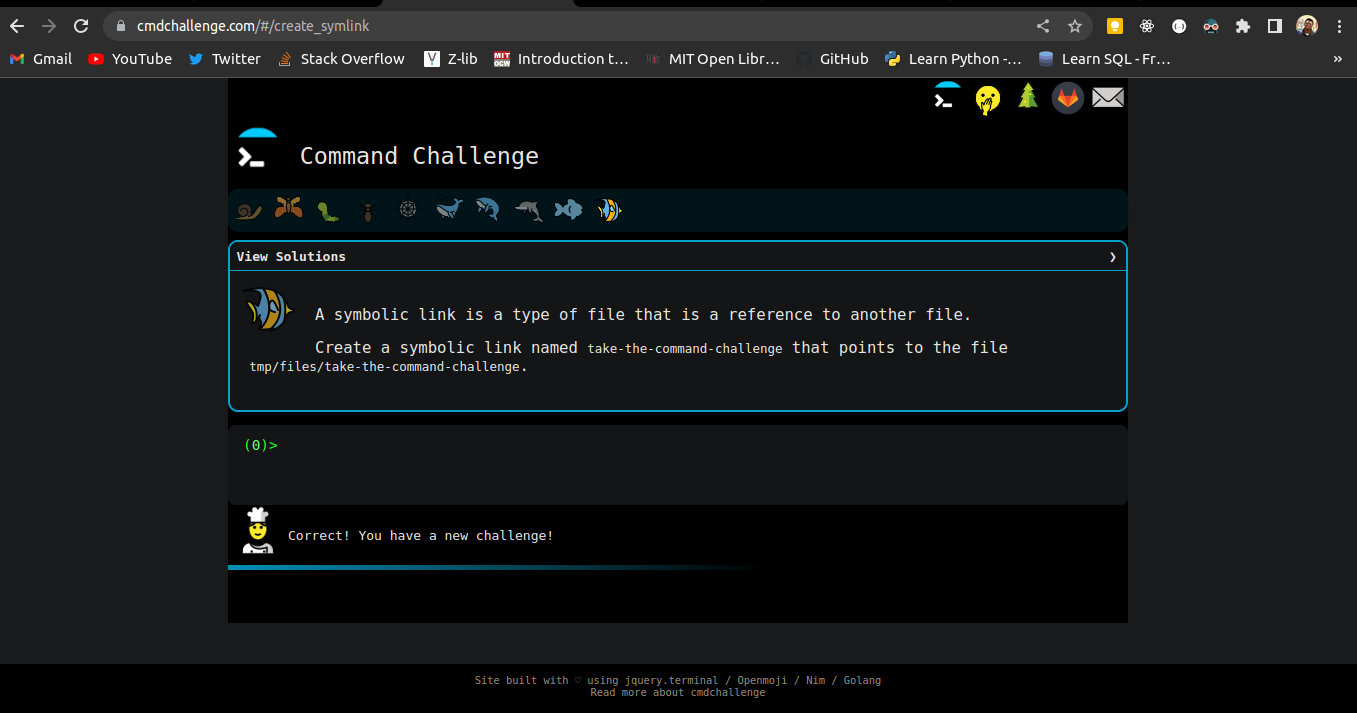 cmdchallenge.com/#/create_symlink
Gmail YouTube Twitter Stack Overflow Y Z-lib MIT OCW Introduction t… MIT Open Libr… GitHub Learn Python -… Learn SQL - Fr… »
Command Challenge
View Solutions ❯
A symbolic link is a type of file that is a reference to another file.
Create a symbolic link named take-the-command-challenge that points to the file
tmp/files/take-the-command-challenge.
(0)>
Correct! You have a new challenge!
Site built with ♡ using jquery.terminal / Openmoji / Nim / Golang
Read more about cmdchallenge